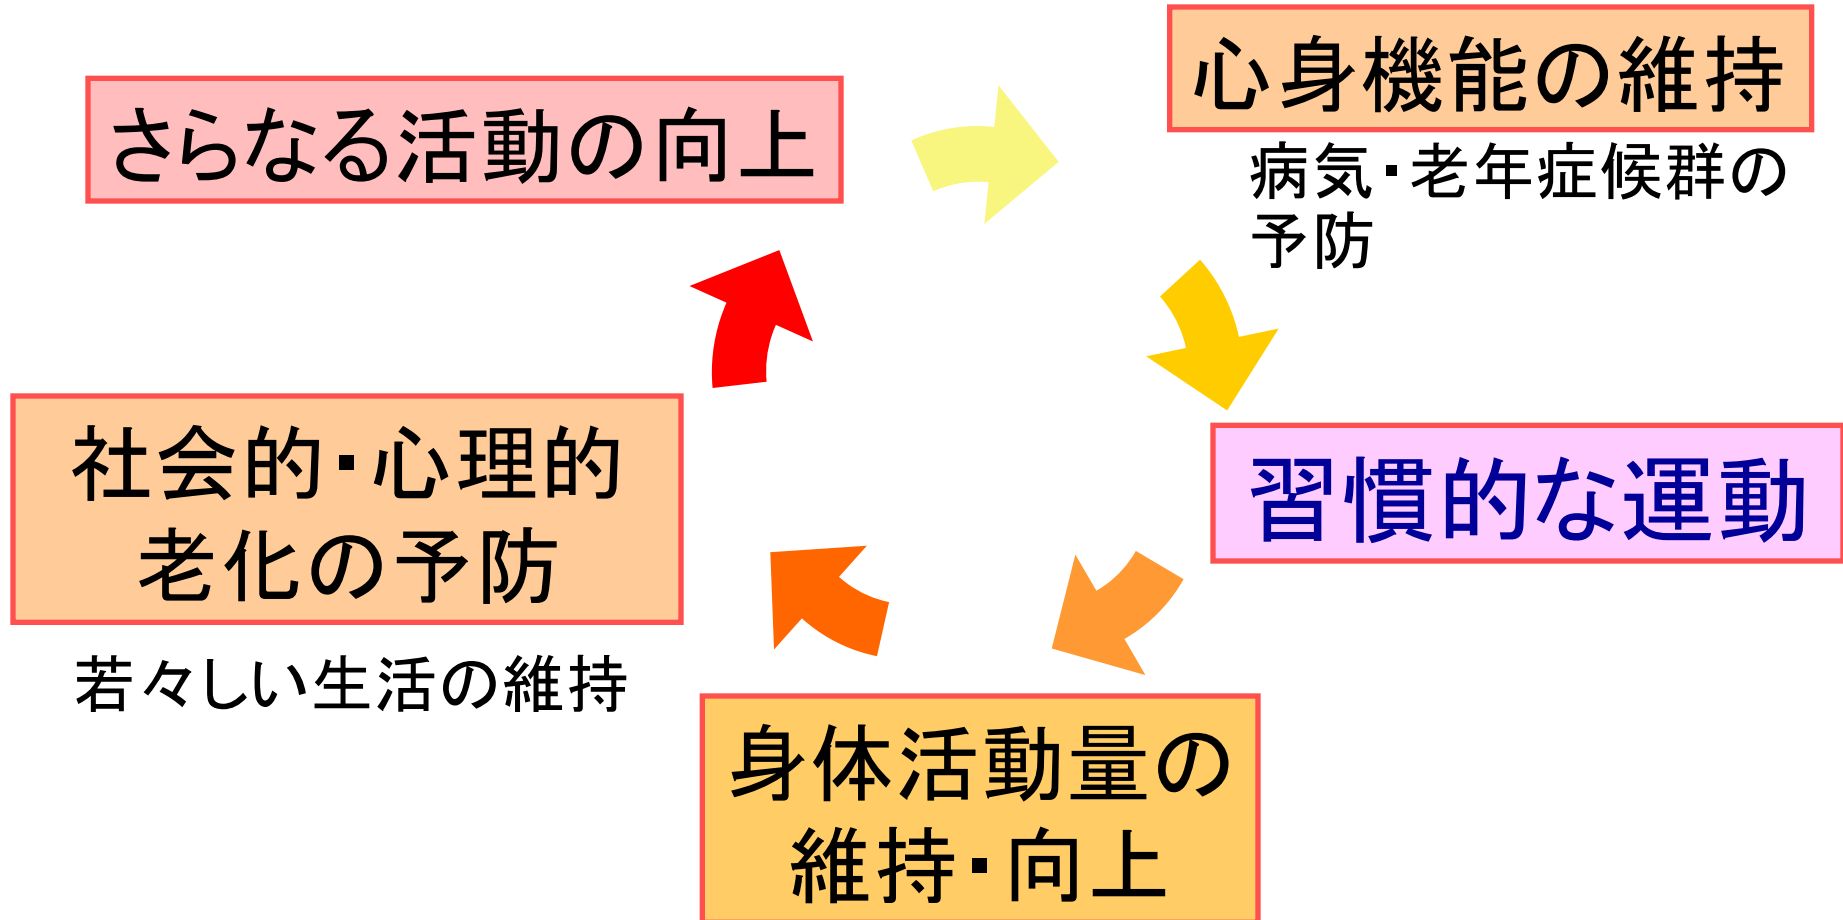 さらなる活動の向上
心身機能の維持
病気・老年症候群の
予防
習慣的な運動
身体活動量の
維持・向上
社会的・心理的
老化の予防
若々しい生活の維持